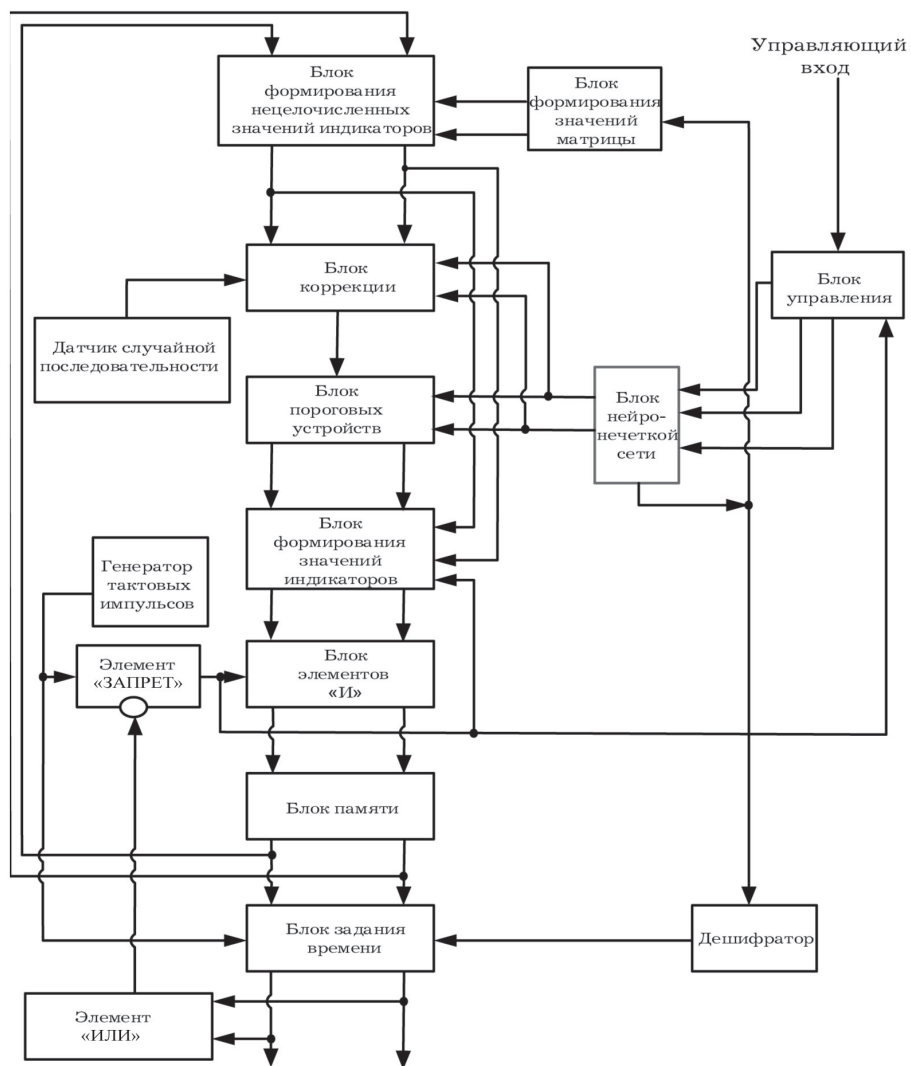 Управляющий
вход
Блок
формирования
нецелочисленных
значений индикаторов
Блок
формирования
значений
матрицы
Блок
коррекции
Блок
управления
Датчик случайной
последовательности
Блок
пороговых
устройств
Блок
нейро-
нечеткой
сети
Блок
формирования
значений
индикаторов
Генератор
тактовых
импульсов
Элемент
«ЗАПРЕТ»
Блок
элементов
«И»
Блок памяти
Блок задания
времени
Дешифратор
Элемент
«ИЛИ»